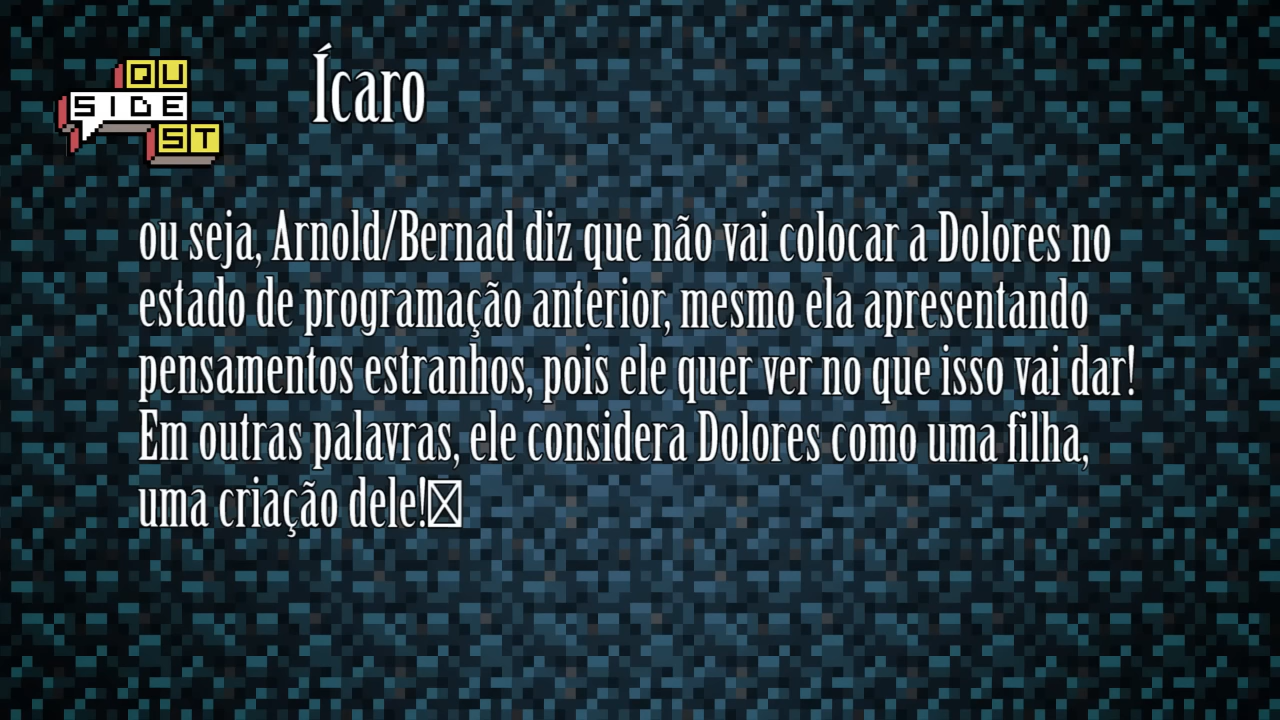 QU
SIDE
ST
Ícaro
ou seja, Arnold/Bernad diz que não vai colocar a Dolores no
estado de programação anterior, mesmo ela apresentando
pensamentos estranhos, pois ele quer ver no que isso vai dar!
Em outras palavras, ele considera Dolores como uma filha,
uma criação dele!